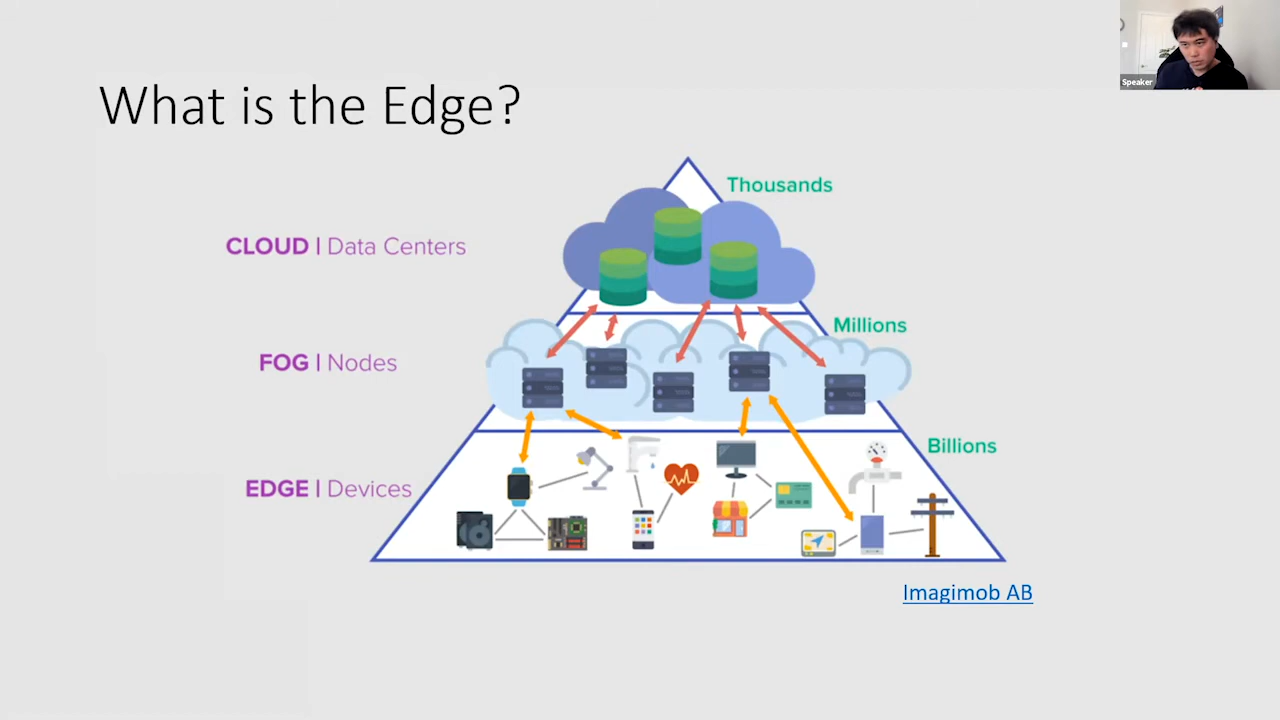 What is the Edge?
Speaker
Thousands
CLOUD | Data Centers
Millions
FOG | Nodes
Billions
EDGE | Devices
Imagimob AB